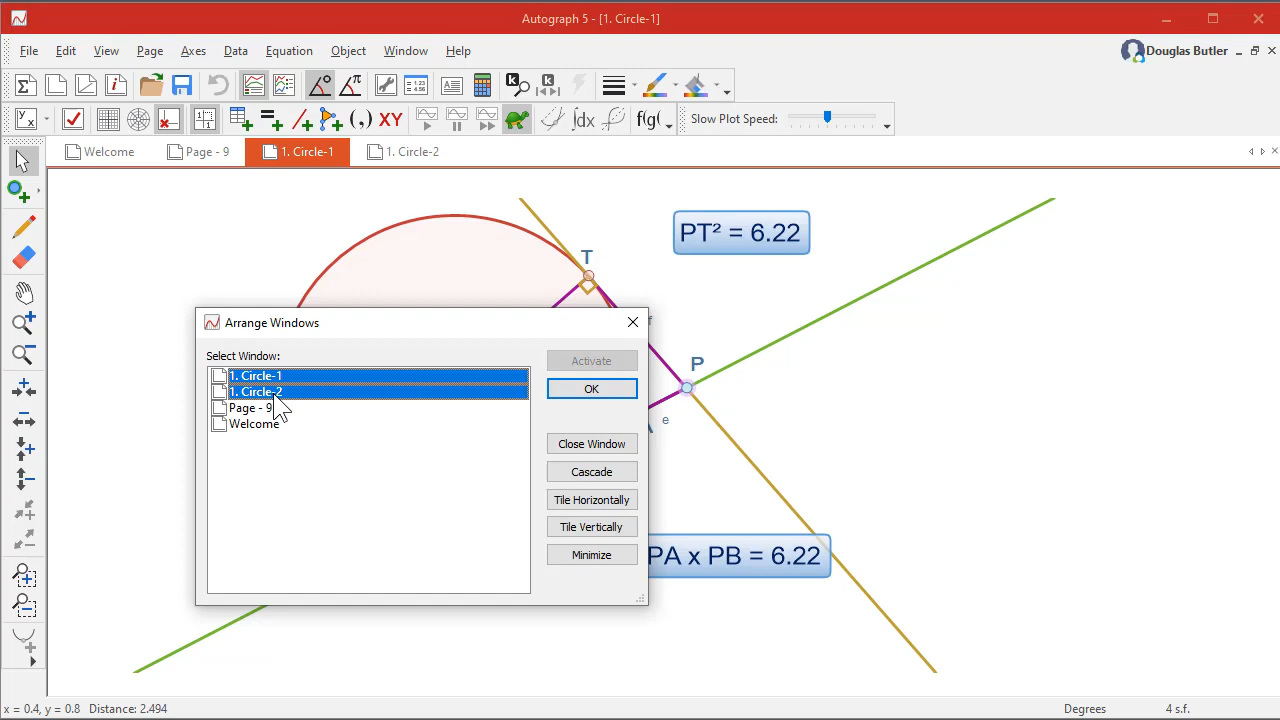 Autograph 5 - [1. Circle-1]
File Edit View Page Axes Data Equation Object Window Help
Douglas Butler
Slow Plot Speed:
Welcome Page - 9 1. Circle-1 1. Circle-2
PT² = 6.22
T
P
e
PA x PB = 6.22
Arrange Windows
Select Window:
1. Circle-1
1. Circle-2
Page - 9
Welcome
Activate
OK
Close Window
Cascade
Tile Horizontally
Tile Vertically
Minimize
x = 0.4, y = 0.8 Distance: 2.494
Degrees
4 s.f.